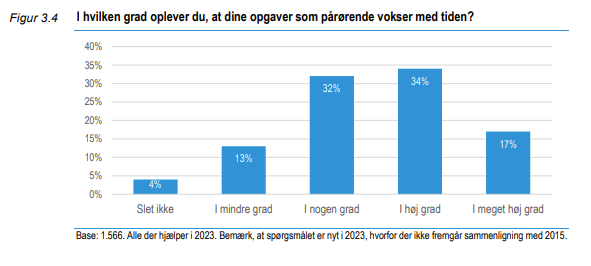 Figur 3.4
I hvilken grad oplever du, at dine opgaver som pårørende vokser med tiden?
40%
35%
30%
25%
20%
15%
10%
5%
0%
4%
13%
32%
34%
17%
Slet ikke
I mindre grad
I nogen grad
I høj grad
I meget høj grad
Base: 1.566. Alle der hjælper i 2023. Bemærk, at spørgsmålet er nyt i 2023, hvorfor der ikke fremgår sammenligning med 2015.